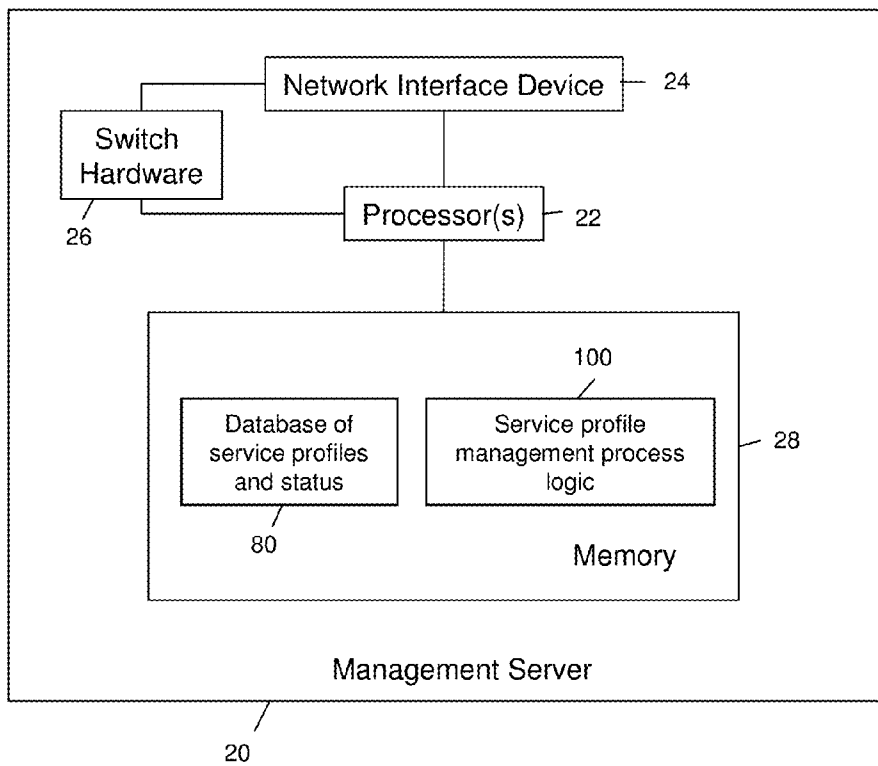 Network Interface Device
24
Switch
Hardware
26
Processor(s)
22
100
Database of
service profiles
and status
80
Service profile
management process
logic
28
Memory
Management Server
20